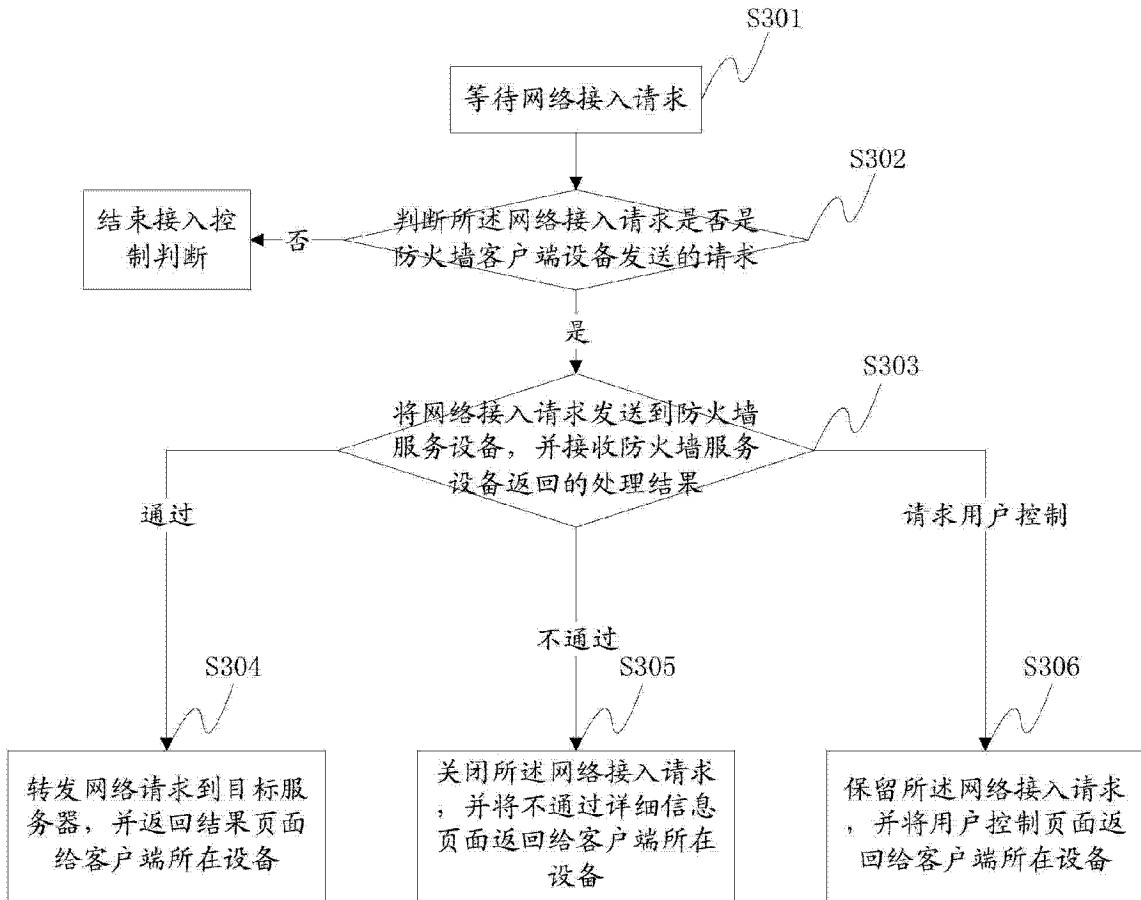 S301
等待网络接入请求
S302
判断所述网络接入请求是否是
防火墙客户端设备发送的请求
否
结束接入控
制判断
是
S303
将网络接入请求发送到防火墙
服务设备，并接收防火墙服务
设备返回的处理结果
通过
不通过
请求用户控制
S304
转发网络请求到目标服
务器，并返回结果页面
给客户端所在设备
S305
关闭所述网络接入请求
，并将不通过详细信息
页面返回给客户端所在
设备
S306
保留所述网络接入请求
，并将用户控制页面返
回给客户端所在设备